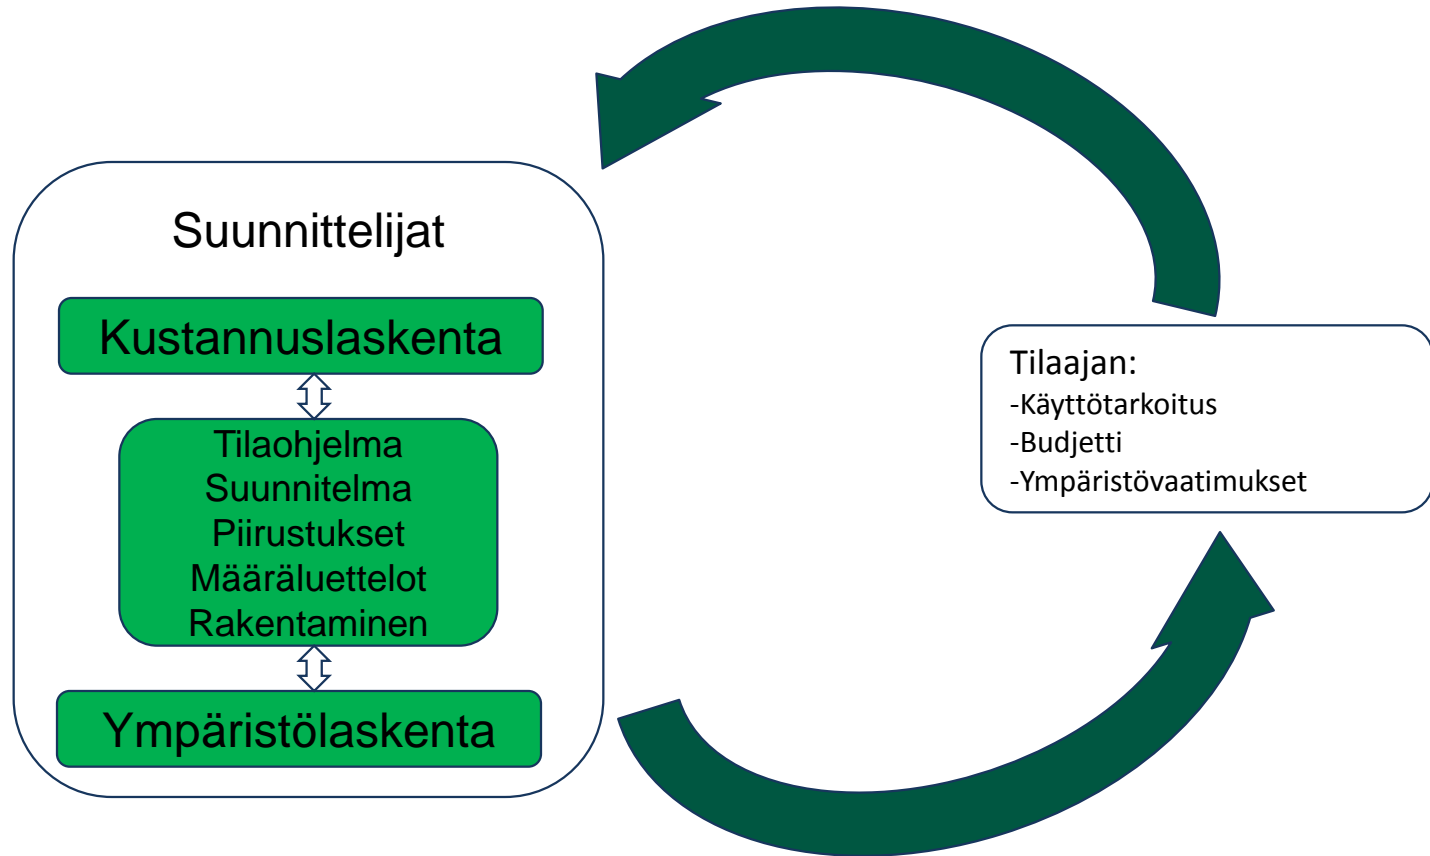 Suunnittelijat
Kustannuslaskenta
Tilaohjelma
Suunnitelma
Piirustukset
Määräluettelot
Rakentaminen
Ympäristölaskenta
Tilaajan:
-Käyttötarkoitus
-Budjetti
-Ympäristövaatimukset